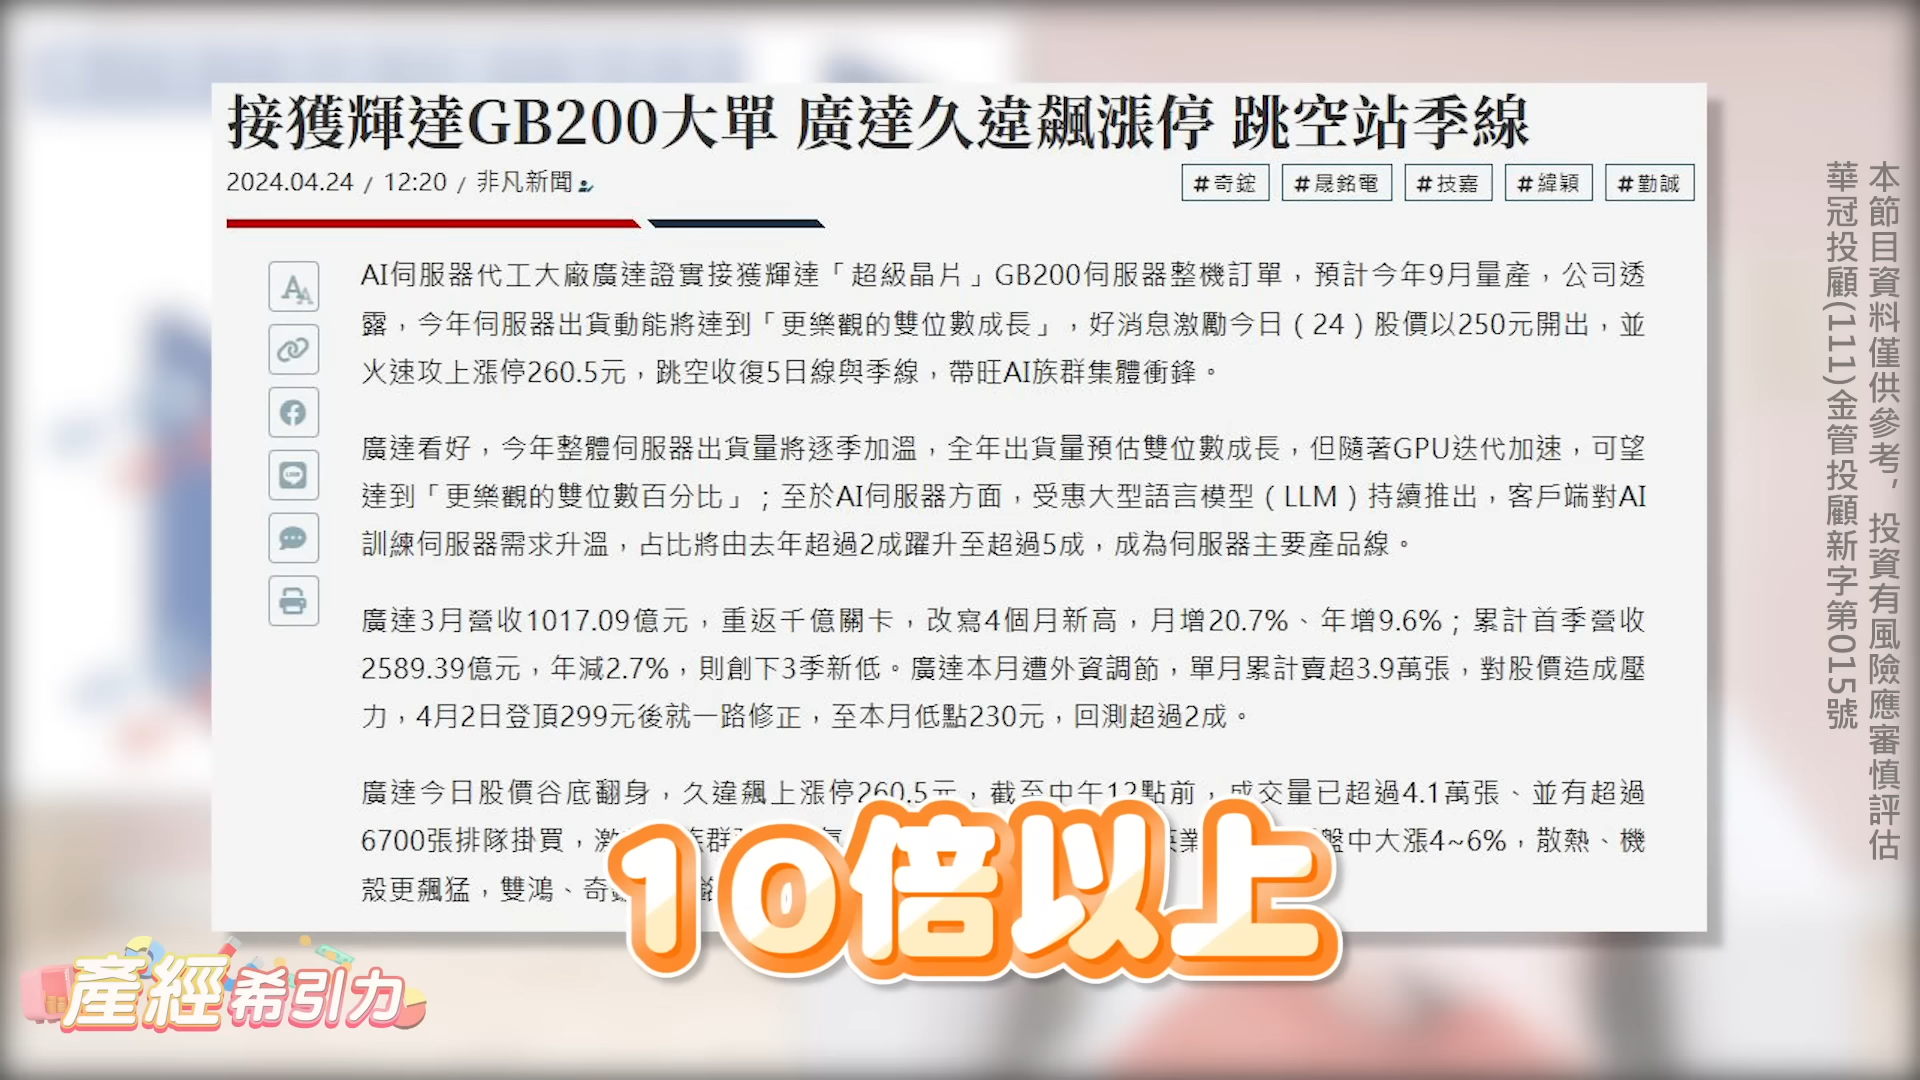 接獲輝達GB200大單 廣達久違飆漲停 跳空站季線
2024.04.24 / 12:20 / 非凡新聞
#奇鋐 #晟銘電 #技嘉 #緯穎 #勤誠
AI伺服器代工大廠廣達證實接獲輝達「超級晶片」GB200伺服器整機訂單，預計今年9月量產，公司透
露，今年伺服器出貨動能將達到「更樂觀的雙位數成長」，好消息激勵今日（24）股價以250元開出，並
火速攻上漲停260.5元，跳空收復5日線與季線，帶旺AI族群集體衝鋒。
廣達看好，今年整體伺服器出貨量將逐季加溫，全年出貨量預估雙位數成長，但隨著GPU迭代加速，可望
達到「更樂觀的雙位數百分比」；至於AI伺服器方面，受惠大型語言模型（LLM）持續推出，客戶端對AI
訓練伺服器需求升溫，占比將由去年超過2成躍升至超過5成，成為伺服器主要產品線。
廣達3月營收1017.09億元，重返千億關卡，改寫4個月新高，月增20.7%、年增9.6%；累計首季營收
2589.39億元，年減2.7%，則創下3季新低。廣達本月遭外資調節，單月累計賣超3.9萬張，對股價造成壓
力，4月2日登頂299元後就一路修正，至本月低點230元，回測超過2成。
廣達今日股價谷底翻身，久違飆上漲停260.5元，截至中午12點前，成交量已超過4.1萬張、並有超過
6700張排隊掛買，激 族群 業 盤中大漲4~6%，散熱、機
殼更飆猛，雙鴻、奇
10倍以上
產經希引力
本節目資料僅供參考，投資有風險應審慎評估
華冠投顧(111)金管投顧新字第015號